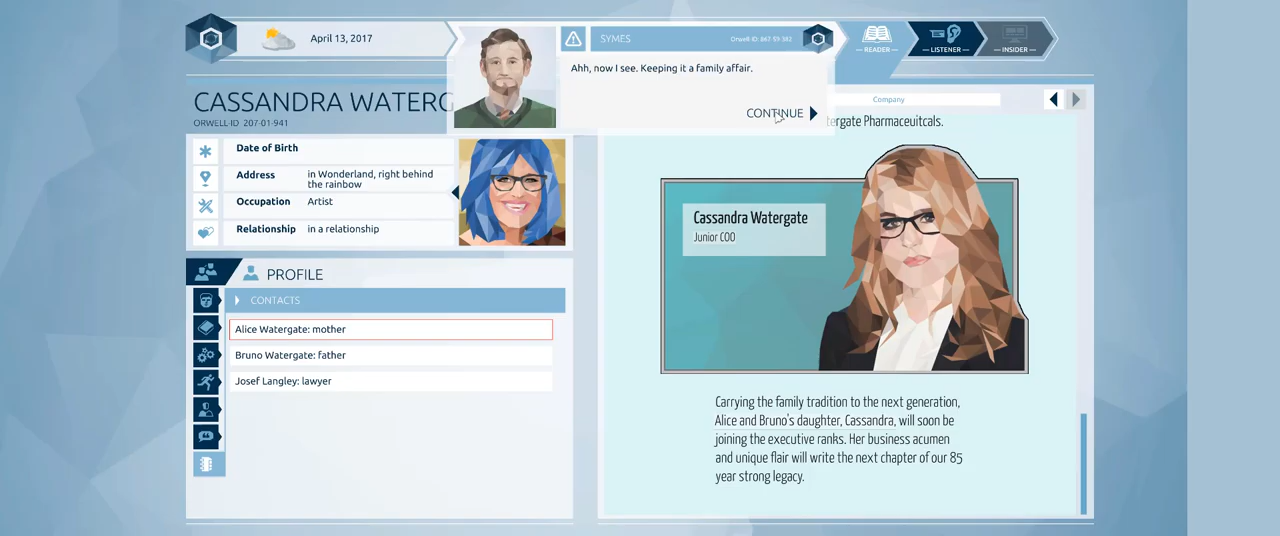 April 13, 2017
SYMES
Orwell ID: 867-59-382
Ahh, now I see. Keeping it a family affair.
CONTINUE
— READER —
— LISTENER —
— INSIDER —
CASSANDRA WATERG
ORWELL-ID 207-01-941
Date of Birth
Address in Wonderland, right behind
the rainbow
Occupation Artist
Relationship in a relationship
PROFILE
CONTACTS
Alice Watergate: mother
Bruno Watergate: father
Josef Langley: lawyer
Company
tergate Pharmaceuitcals.
Cassandra Watergate
Junior COO
Carrying the family tradition to the next generation,
Alice and Bruno's daughter, Cassandra, will soon be
joining the executive ranks. Her business acumen
and unique flair will write the next chapter of our 85
year strong legacy.